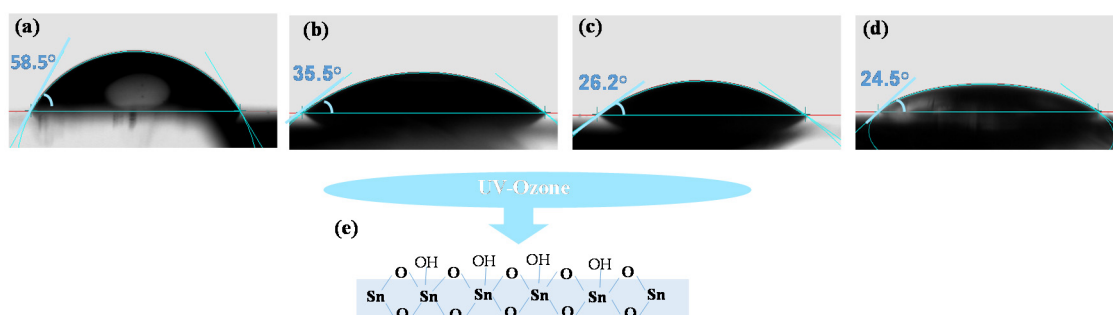 (a) (b) (c) (d)
58.5° 35.5° 26.2° 24.5°
UV-Ozone
(e)
OH OH OH OH
O O O O O
Sn Sn Sn Sn Sn Sn
O O O O O